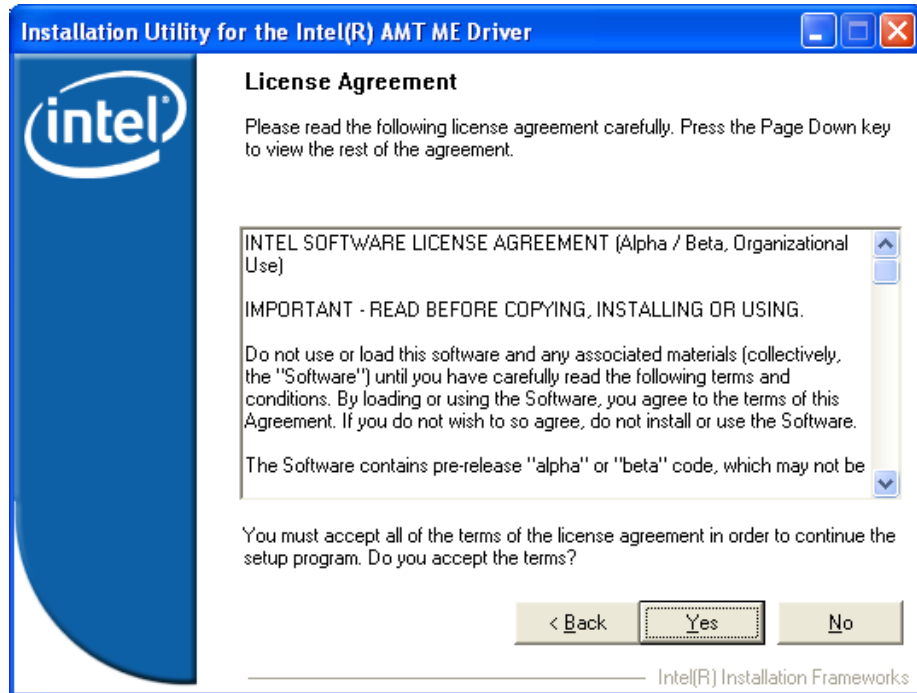 Installation Utility for the Intel(R) AMT ME Driver
intel
License Agreement
Please read the following license agreement carefully. Press the Page Down key
to view the rest of the agreement.
INTEL SOFTWARE LICENSE AGREEMENT (Alpha / Beta, Organizational
Use)
IMPORTANT - READ BEFORE COPYING, INSTALLING OR USING.
Do not use or load this software and any associated materials (collectively,
the "Software") until you have carefully read the following terms and
conditions. By loading or using the Software, you agree to the terms of this
Agreement. If you do not wish to so agree, do not install or use the Software.
The Software contains pre-release "alpha" or "beta" code, which may not be
You must accept all of the terms of the license agreement in order to continue the
setup program. Do you accept the terms?
< Back Yes No
Intel(R) Installation Frameworks